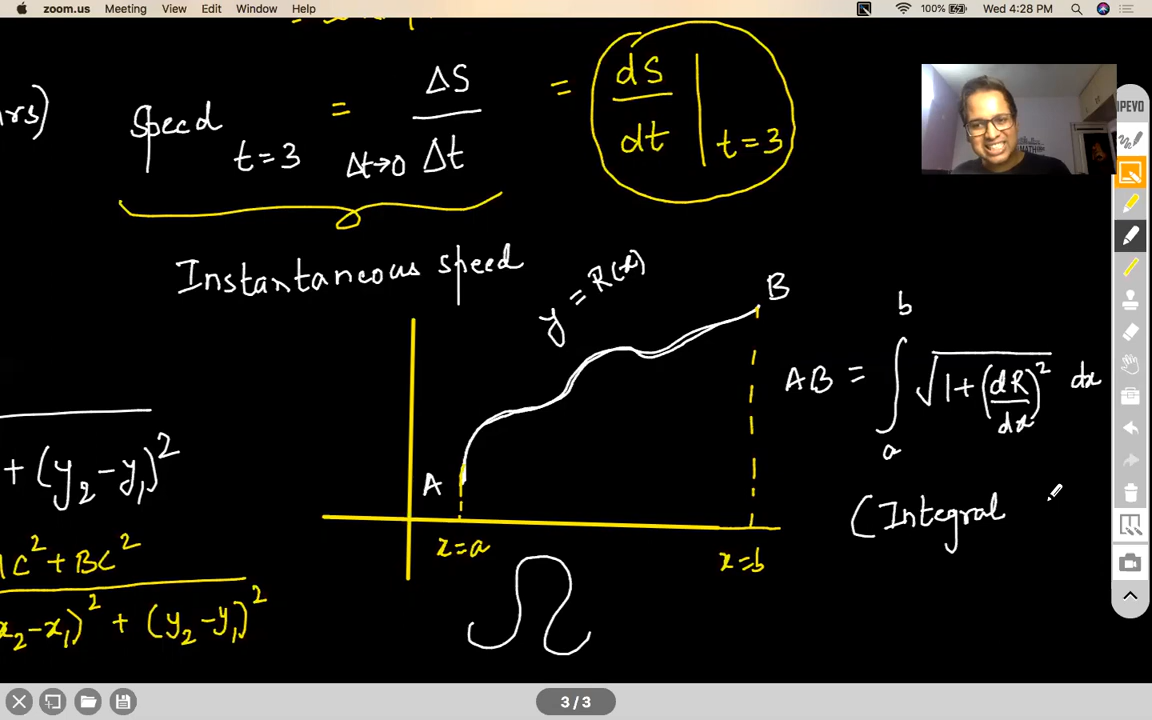 zoom.us Meeting View Edit Window Help
100% Wed 4:28 PM
Speed t=3 = Δt→0 ΔS/Δt = dS/dt | t=3
Instantaneous speed
IPEVO
y = R(x)
A
B
x=a
x=b
AB = ∫ₐᵇ √(1+(dR/dx)²) dx
(Integral
+ (y₂-y₁)²
C² + BC²
x₂-x₁)² + (y₂-y₁)²
3 / 3